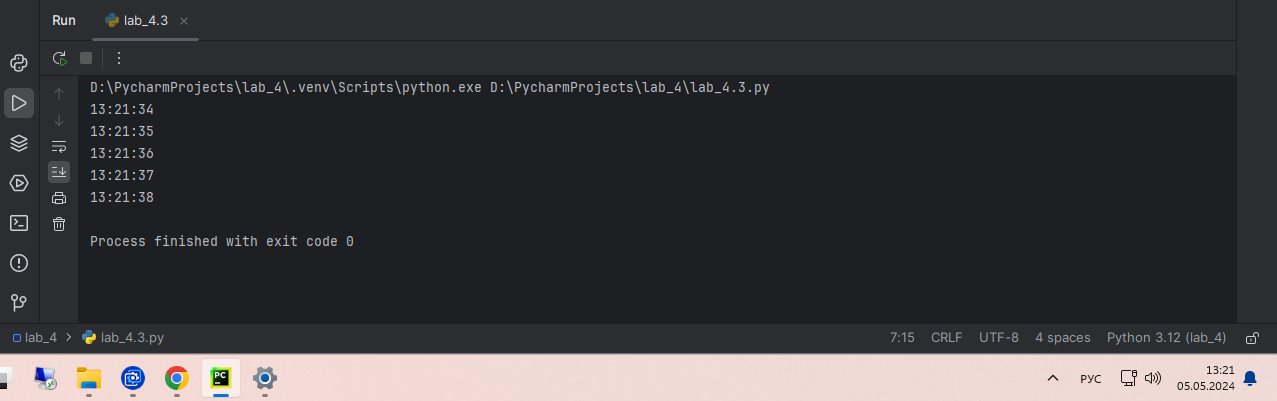 Run lab_4.3
D:\PycharmProjects\lab_4\.venv\Scripts\python.exe D:\PycharmProjects\lab_4\lab_4.3.py
13:21:34
13:21:35
13:21:36
13:21:37
13:21:38
Process finished with exit code 0
lab_4 > lab_4.3.py 7:15 CRLF UTF-8 4 spaces Python 3.12 (lab_4)
PC РУС 13:21
05.05.2024